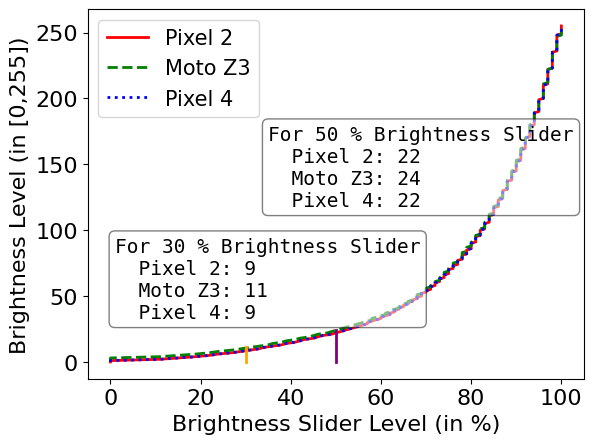 250
200
150
100
50
0
Brightness Level (in [0,255])
Pixel 2
Moto Z3
Pixel 4
For 50 % Brightness Slider
Pixel 2: 22
Moto Z3: 24
Pixel 4: 22
For 30 % Brightness Slider
Pixel 2: 9
Moto Z3: 11
Pixel 4: 9
0 20 40 60 80 100
Brightness Slider Level (in %)